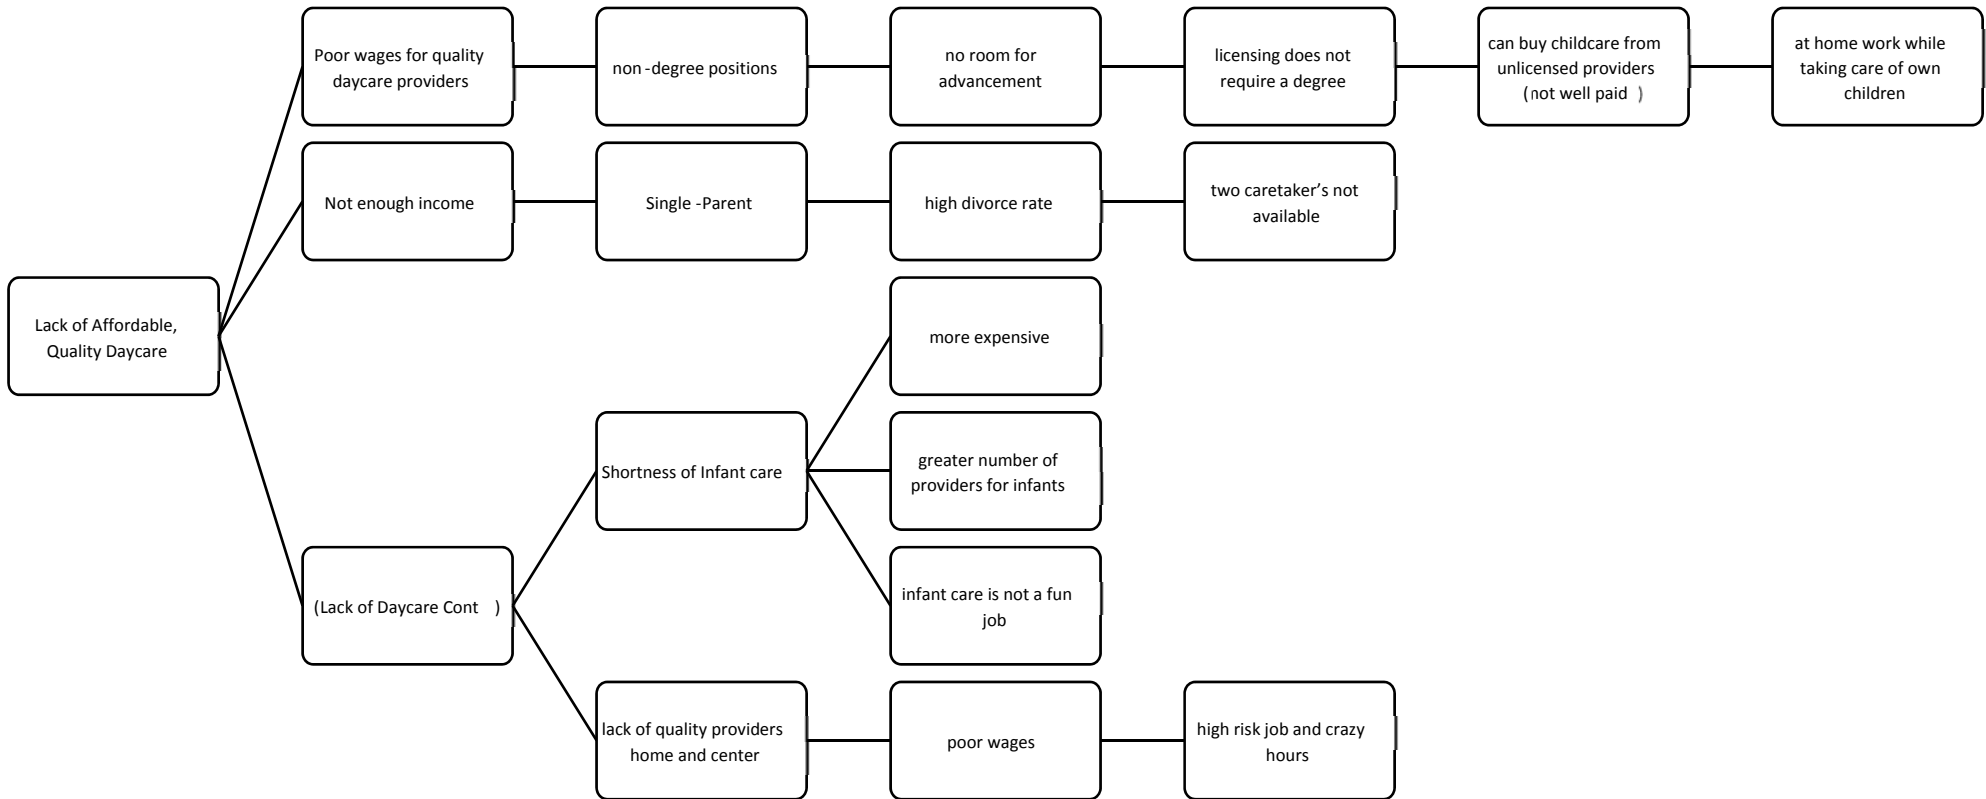 Poor wages for quality
daycare providers
non-degree positions
no room for
advancement
licensing does not
require a degree
can buy childcare from
unlicensed providers
(not well paid )
at home work while
taking care of own
children
Not enough income
Single -Parent
high divorce rate
two caretaker’s not
available
Lack of Affordable,
Quality Daycare
more expensive
Shortness of Infant care
greater number of
providers for infants
(Lack of Daycare Cont )
infant care is not a fun
job
lack of quality providers
home and center
poor wages
high risk job and crazy
hours